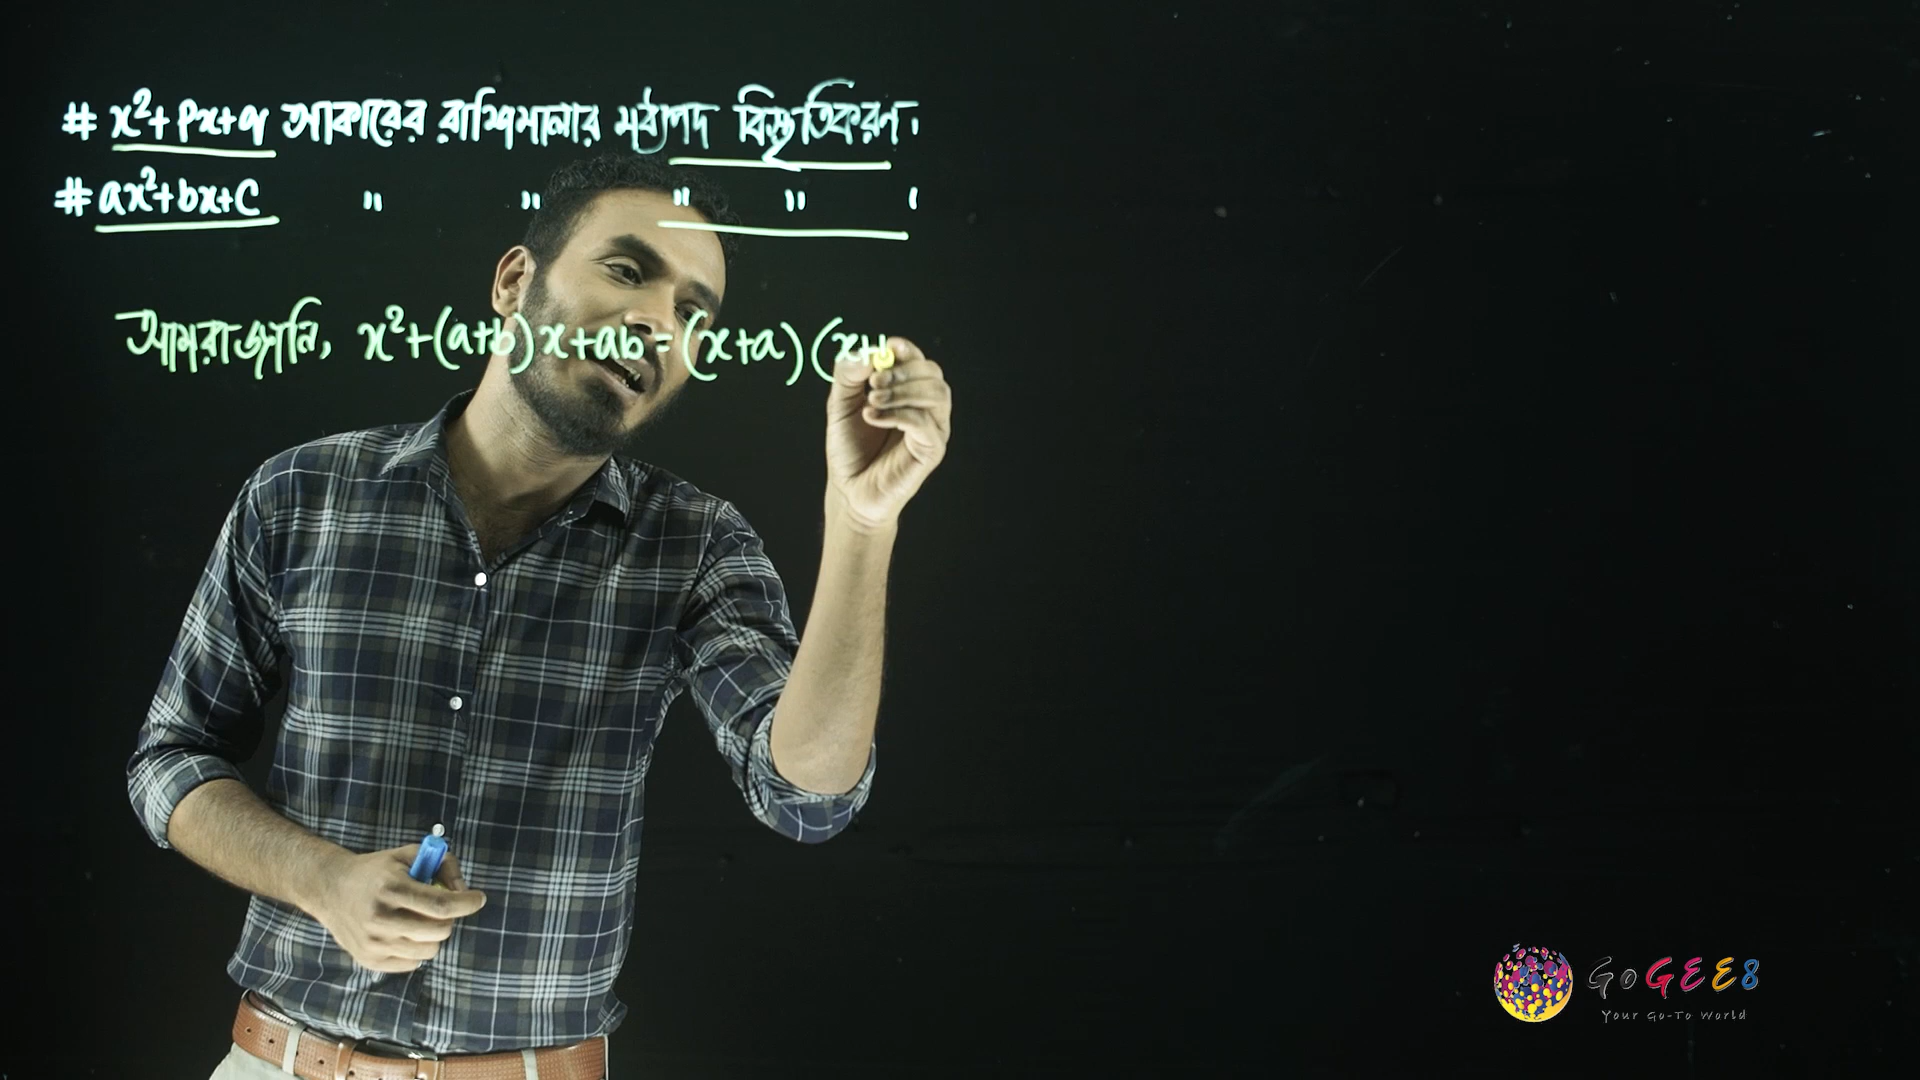 # x²+Px+q আকারের রাশিমালার মধ্যপদ বিস্তৃতিকরণ।
# ax²+bx+C " " " " (
আমরা জানি, x²+(a+b)x+ab=(x+a)(x+
GoGEE8
Your Go-To World